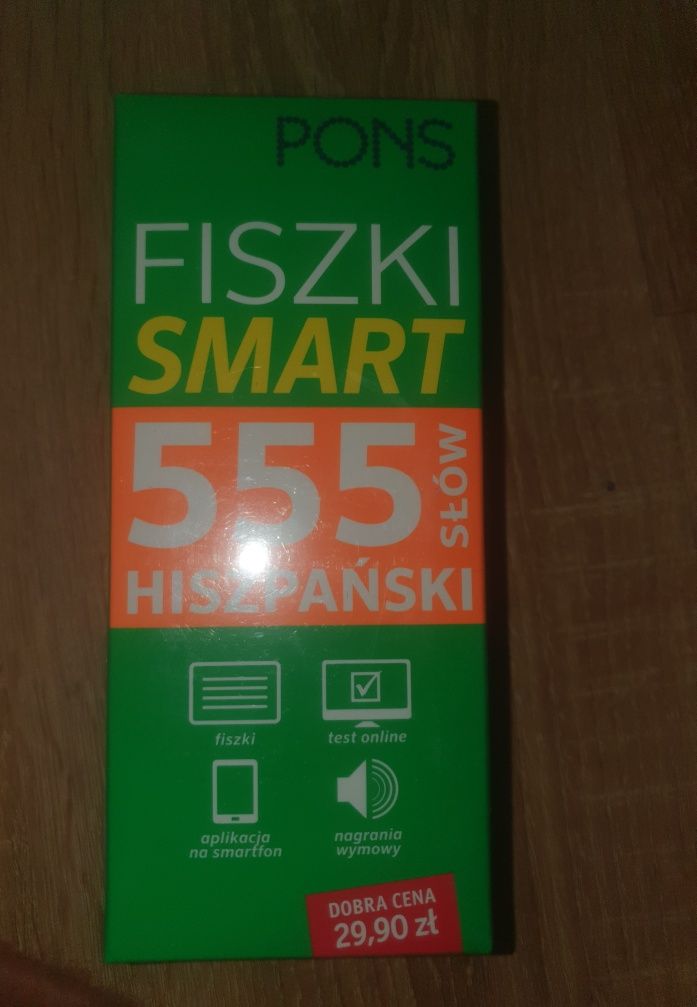 PONS
FISZKI
SMART
555
SŁÓW
HISZPAŃSKI
fiszki
test online
aplikacja
na smartfon
nagrania
wymowy
DOBRA CENA
29,90 zł